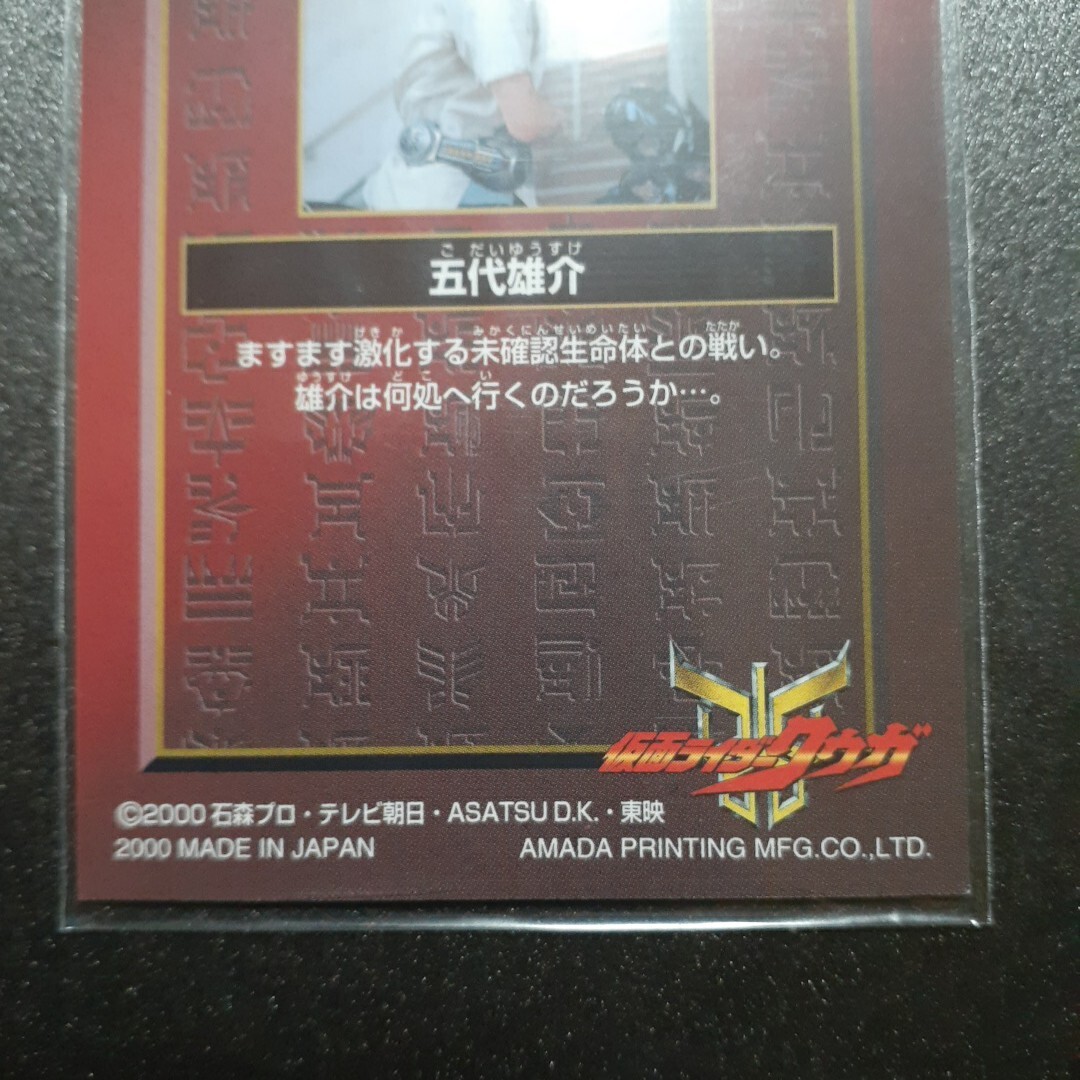 五代雄介
ごだいゆうすけ
ますます激化する未確認生命体との戦い。
げきか みかくにんせいめいたい たたか
雄介は何処へ行くのだろうか…。
ゆうすけ どこ い
仮面ライダークウガ
©2000 石森プロ・テレビ朝日・ASATSU D.K.・東映
2000 MADE IN JAPAN
AMADA PRINTING MFG.CO.,LTD.